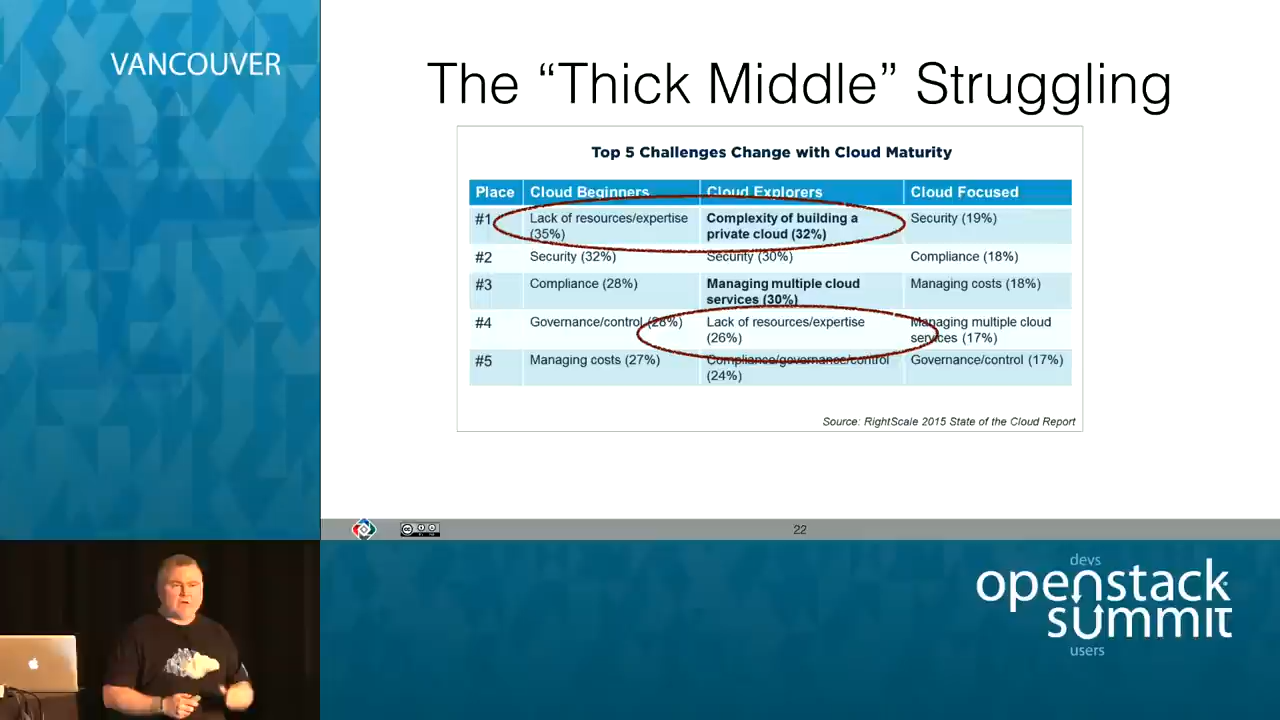 VANCOUVER
The “Thick Middle” Struggling
Top 5 Challenges Change with Cloud Maturity
Place Cloud Beginners Cloud Explorers Cloud Focused
#1 Lack of resources/expertise (35%) Complexity of building a private cloud (32%) Security (19%)
#2 Security (32%) Security (30%) Compliance (18%)
#3 Compliance (28%) Managing multiple cloud services (30%) Managing costs (18%)
#4 Governance/control (28%) Lack of resources/expertise (26%) Managing multiple cloud services (17%)
#5 Managing costs (27%) Compliance/governance/control (24%) Governance/control (17%)
Source: RightScale 2015 State of the Cloud Report
22
devs
openstack
summit
users